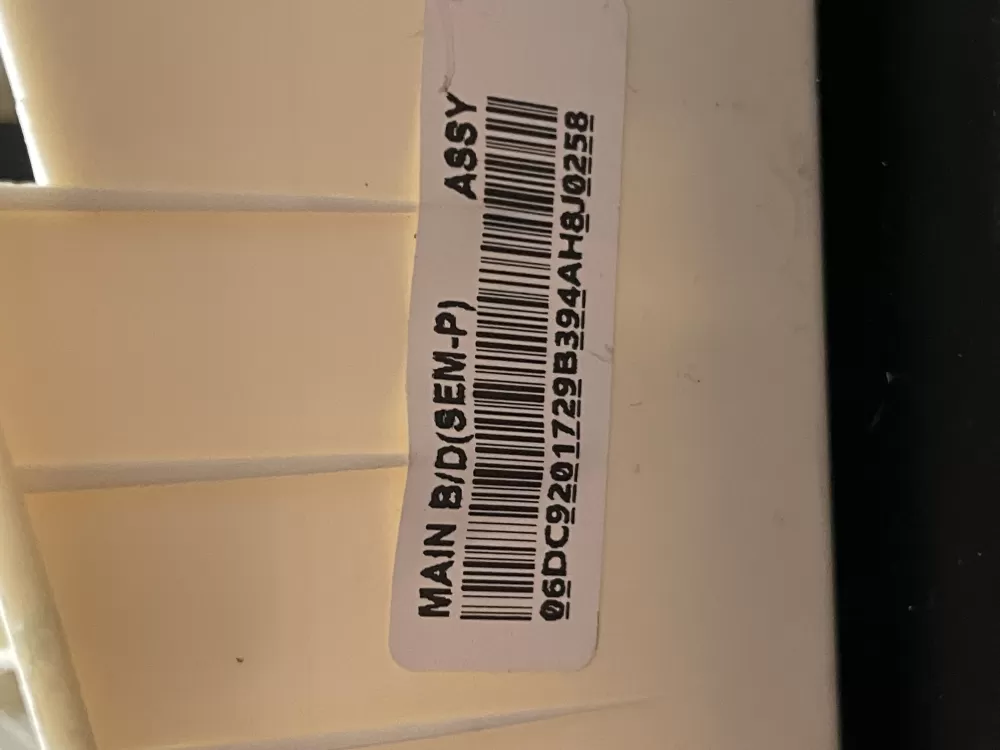 MAIN B/D(SEM-P) ASSY
06DC9201729B394AH8J0258